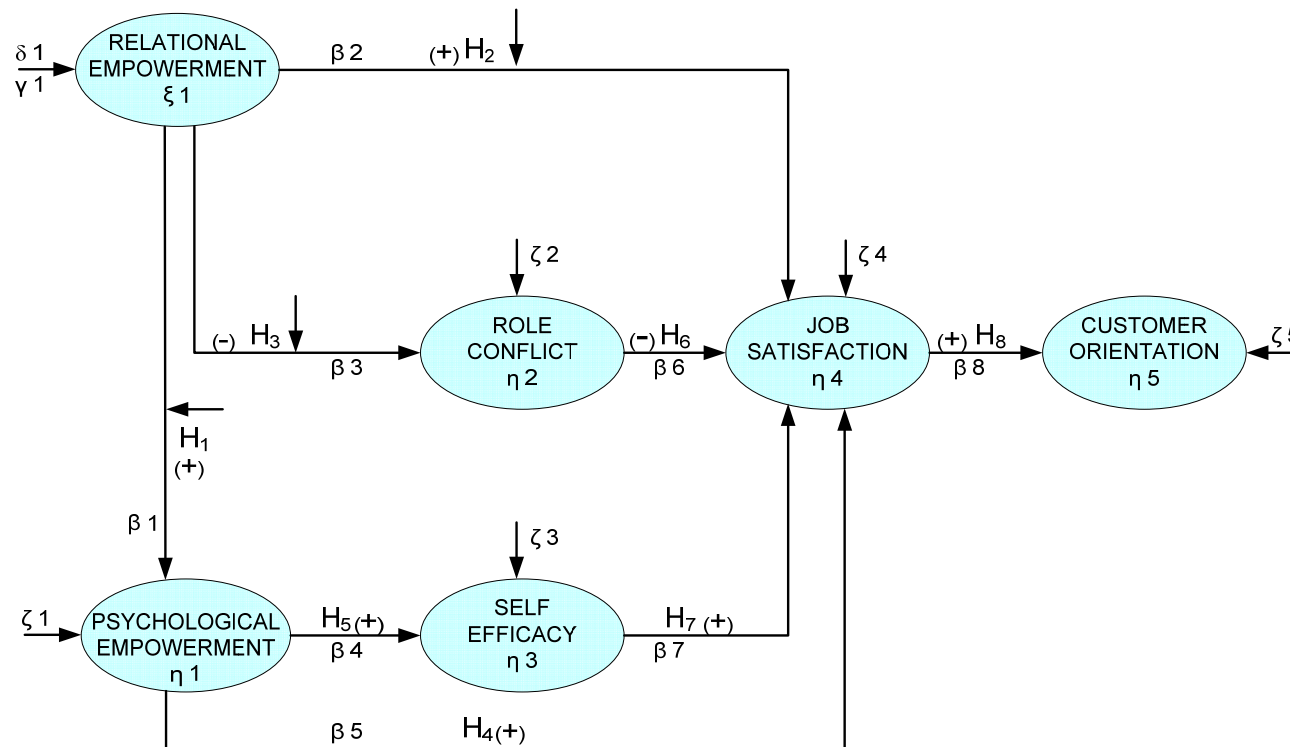 δ 1
γ 1
RELATIONAL
EMPOWERMENT
ξ 1
β 2
(+) H₂
ζ 2
ζ 4
(-) H₃
β 3
ROLE
CONFLICT
η 2
(-) H₆
β 6
JOB
SATISFACTION
η 4
(+) H₈
β 8
CUSTOMER
ORIENTATION
η 5
ζ 5
H₁
(+)
β 1
ζ 3
ζ 1
PSYCHOLOGICAL
EMPOWERMENT
η 1
H₅ (+)
β 4
SELF
EFFICACY
η 3
H₇ (+)
β 7
β 5
H₄ (+)